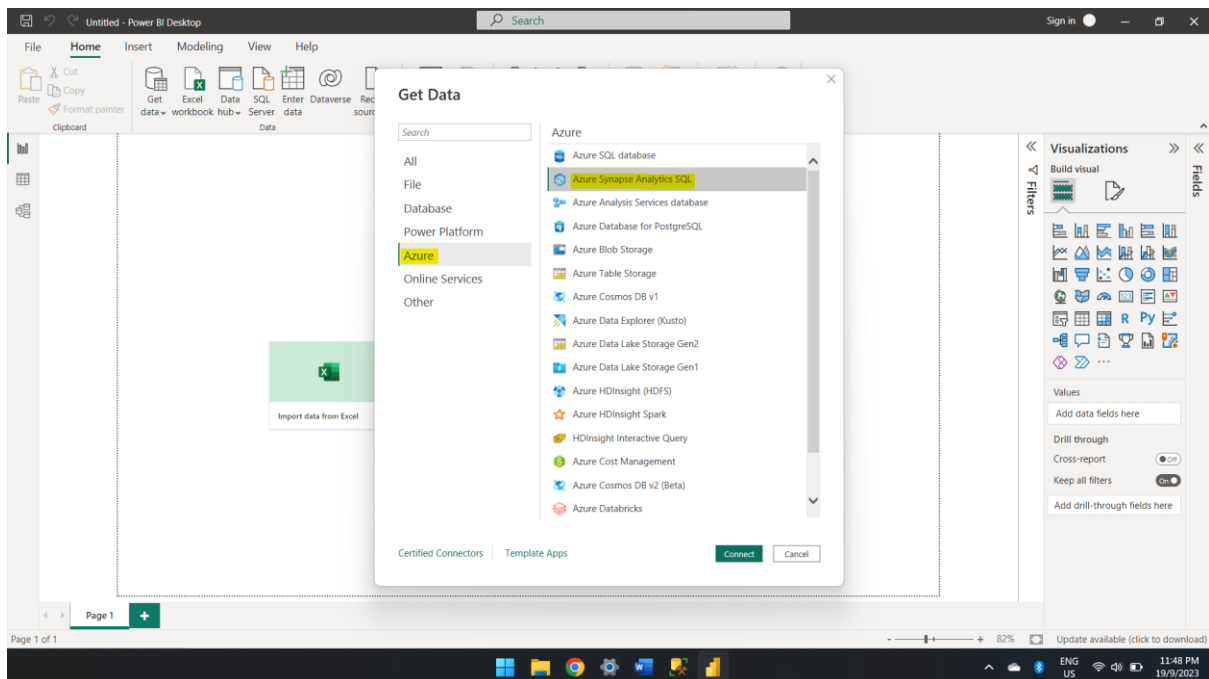 Untitled - Power BI Desktop
Search
Sign in
File Home Insert Modeling View Help
Paste
Cut
Copy
Format painter
Clipboard
Get data
Excel workbook
Data hub
SQL Server
Enter data
Dataverse
Rec
sourc
Data
Get Data
Search
All
File
Database
Power Platform
Azure
Online Services
Other
Azure
Azure SQL database
Azure Synapse Analytics SQL
Azure Analysis Services database
Azure Database for PostgreSQL
Azure Blob Storage
Azure Table Storage
Azure Cosmos DB v1
Azure Data Explorer (Kusto)
Azure Data Lake Storage Gen2
Azure Data Lake Storage Gen1
Azure HDInsight (HDFS)
Azure HDInsight Spark
HDInsight Interactive Query
Azure Cost Management
Azure Cosmos DB v2 (Beta)
Azure Databricks
Certified Connectors
Template Apps
Connect
Cancel
Import data from Excel
Filters
Visualizations
Build visual
R Py
123
Values
Add data fields here
Drill through
Cross-report
Off
Keep all filters
On
Add drill-through fields here
Fields
Page 1
Page 1 of 1
82%
Update available (click to download)
ENG
US
11:48 PM
19/9/2023